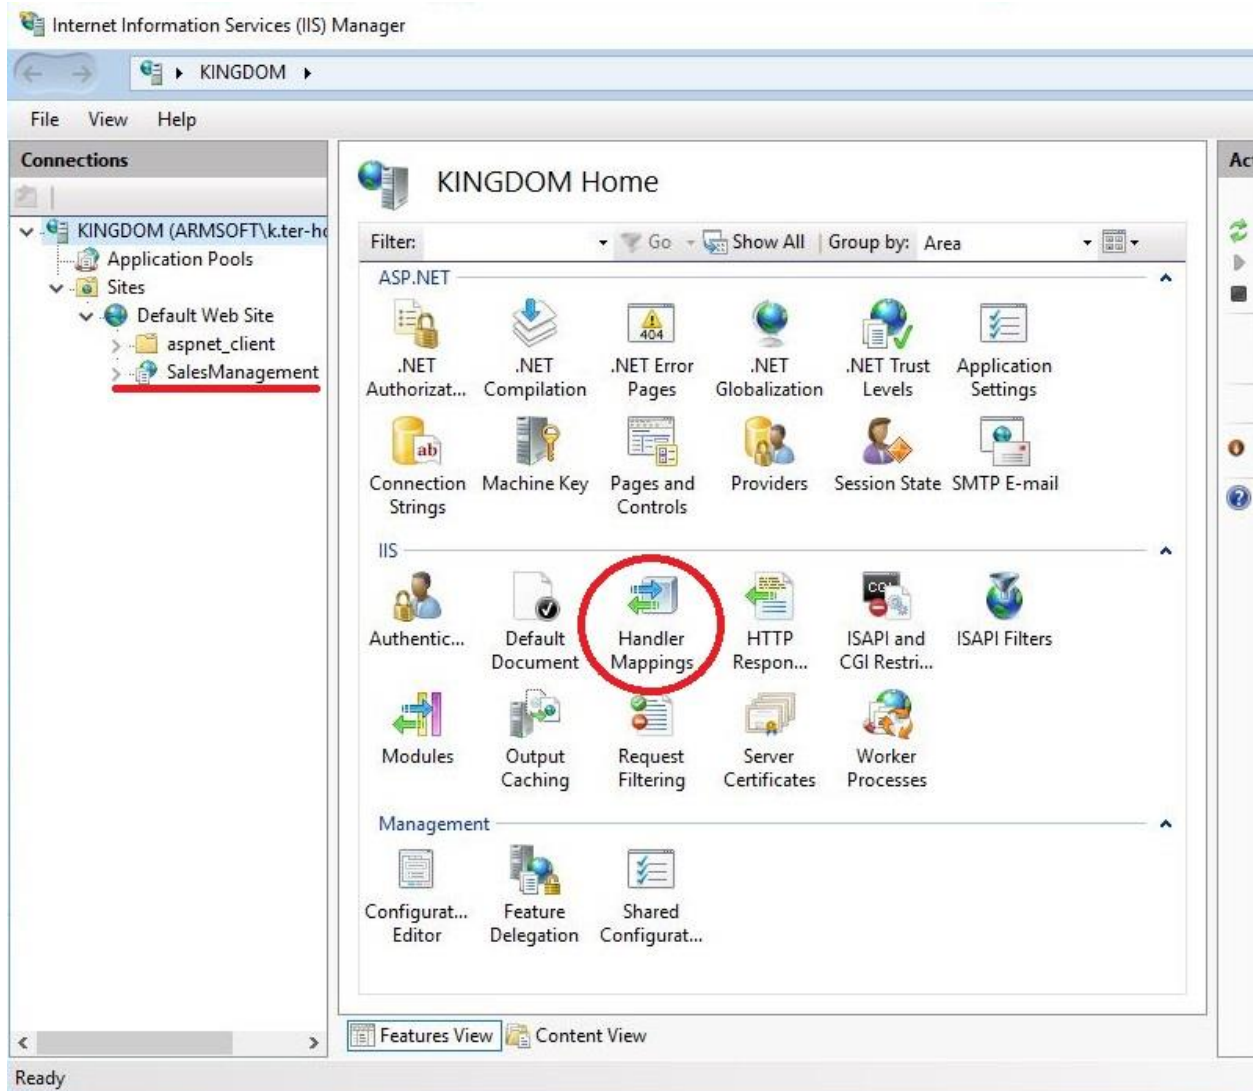 Internet Information Services (IIS) Manager
KINGDOM
File View Help
Connections
KINGDOM (ARMSOFT\k.ter-ho
Application Pools
Sites
Default Web Site
aspnet_client
SalesManagement
KINGDOM Home
Filter: Go Show All Group by: Area
ASP.NET
.NET Authorizat...
.NET Compilation
.NET Error Pages
.NET Globalization
.NET Trust Levels
Application Settings
Connection Strings
Machine Key
Pages and Controls
Providers
Session State
SMTP E-mail
IIS
Authentic...
Default Document
Handler Mappings
HTTP Respon...
ISAPI and CGI Restri...
ISAPI Filters
Modules
Output Caching
Request Filtering
Server Certificates
Worker Processes
Management
Configurat... Editor
Feature Delegation
Shared Configurat...
Features View Content View
Ac
Ready